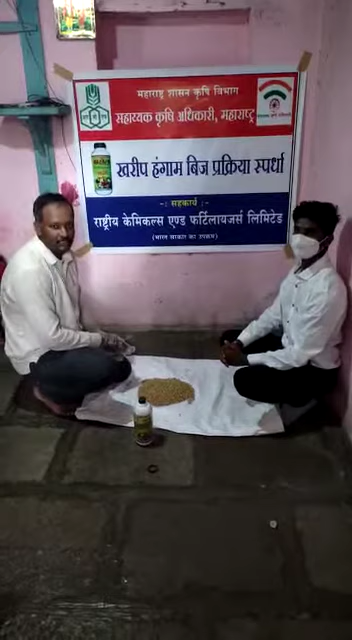 महाराष्ट्र शासन कृषि विभाग
सहाय्यक कृषि अधिकारी, महाराष्ट्र
खरीप हंगाम बिज प्रक्रिया स्पर्धा
-: सहकार्य :-
राष्ट्रीय केमिकल्स एण्ड फर्टिलायजर्स लिमिटेड
(भारत सरकार का उपक्रम)